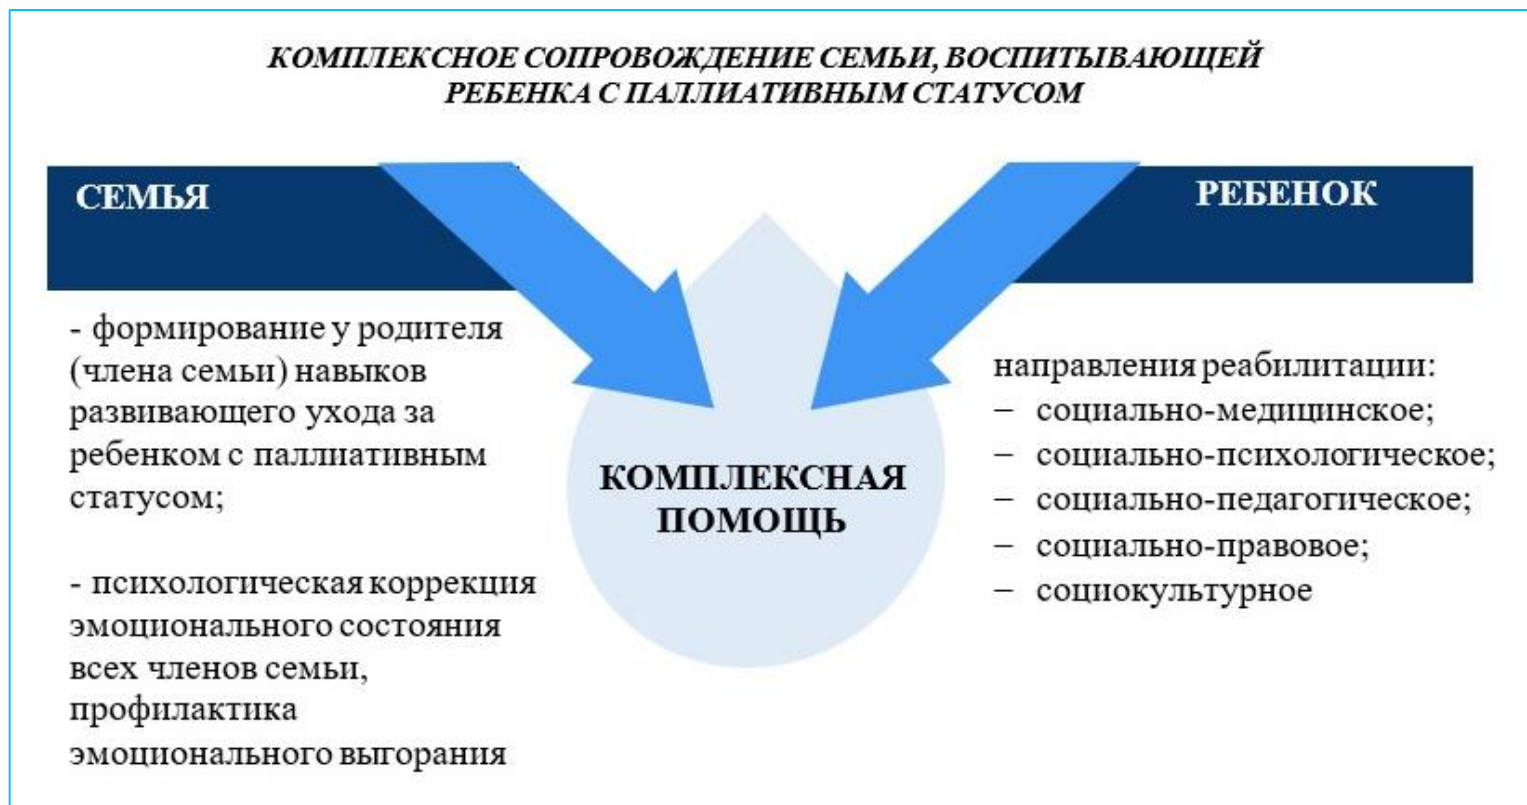 КОМПЛЕКСНОЕ СОПРОВОЖДЕНИЕ СЕМЬИ, ВОСПИТЫВАЮЩЕЙ
РЕБЕНКА С ПАЛЛИАТИВНЫМ СТАТУСОМ
СЕМЬЯ
- формирование у родителя
(члена семьи) навыков
развивающего ухода за
ребенком с паллиативным
статусом;
- психологическая коррекция
эмоционального состояния
всех членов семьи,
профилактика
эмоционального выгорания
КОМПЛЕКСНАЯ
ПОМОЩЬ
РЕБЕНОК
направления реабилитации:
– социально-медицинское;
– социально-психологическое;
– социально-педагогическое;
– социально-правовое;
– социокультурное